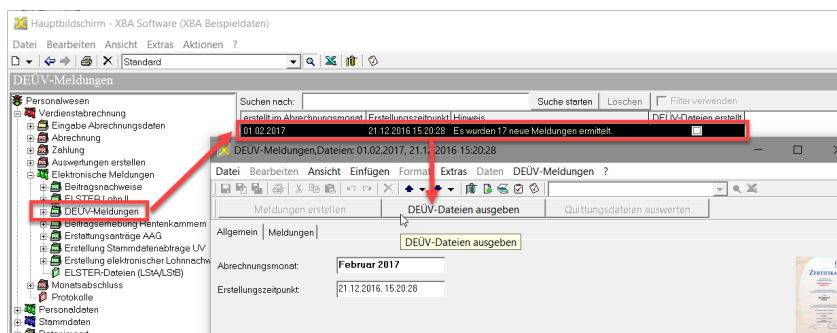 Hauptbildschirm - XBA Software (XBA Beispieldaten)
Datei Bearbeiten Ansicht Extras Aktionen ?
Standard
DEÜV-Meldungen
Personalwesen
Verdienstabrechnung
Eingabe Abrechnungsdaten
Abrechnung
Zahlung
Auswertungen erstellen
Elektronische Meldungen
Beitragsnachweise
ELSTER Lohn II
DEÜV-Meldungen
Beitragserhebung Rentenkammern
Erstattungsanträge AAG
Erstellung Stammdatenabfrage UV
Erstellung elektronischer Lohnnachw
ELSTER-Dateien (LStA/LStB)
Monatsabschluss
Protokolle
Personaldaten
Stammdaten
Suchen nach: Suche starten Löschen Filter verwenden
erstellt im Abrechnungsmonat Erstellungszeitpunkt Hinweis DEÜV-Dateien erstellt
01.02.2017 21.12.2016 15:20:28 Es wurden 17 neue Meldungen ermittelt.
DEÜV-Meldungen,Dateien: 01.02.2017, 21.12.2016 15:20:28
Datei Bearbeiten Ansicht Einfügen Format Extras Daten DEÜV-Meldungen ?
Meldungen erstellen DEÜV-Dateien ausgeben Quittungsdateien auswerten
Allgemein Meldungen
DEÜV-Dateien ausgeben
Abrechnungsmonat: Februar 2017
Erstellungszeitpunkt: 21.12.2016, 15:20:28